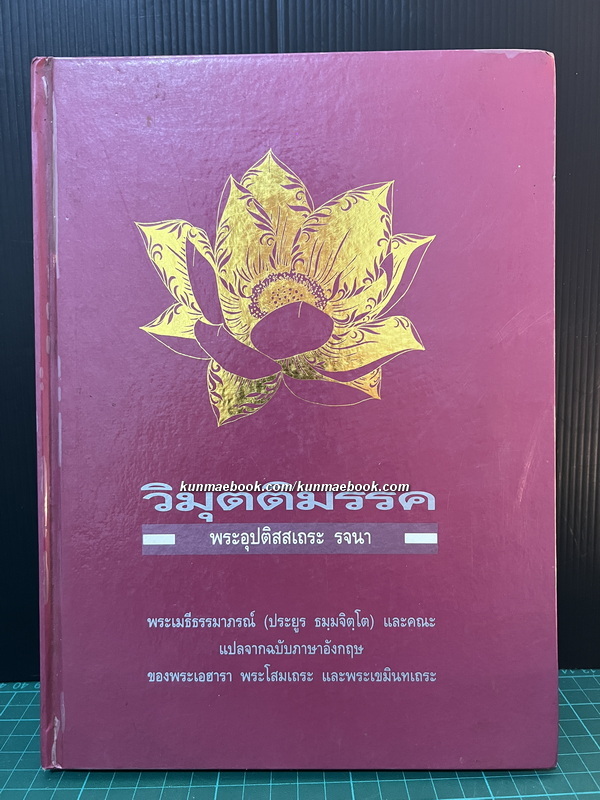 kunmaebook.com/kunmaebook.com
วิมุตติมรรค
พระอุปติสสเถระ รจนา
พระเมธีธรรมาภรณ์ (ประยูร ธมฺมจิตฺโต) และคณะ
แปลจากฉบับภาษาอังกฤษ
ของพระเอฮารา พระโสมเถระ และพระเขมินทเถระ